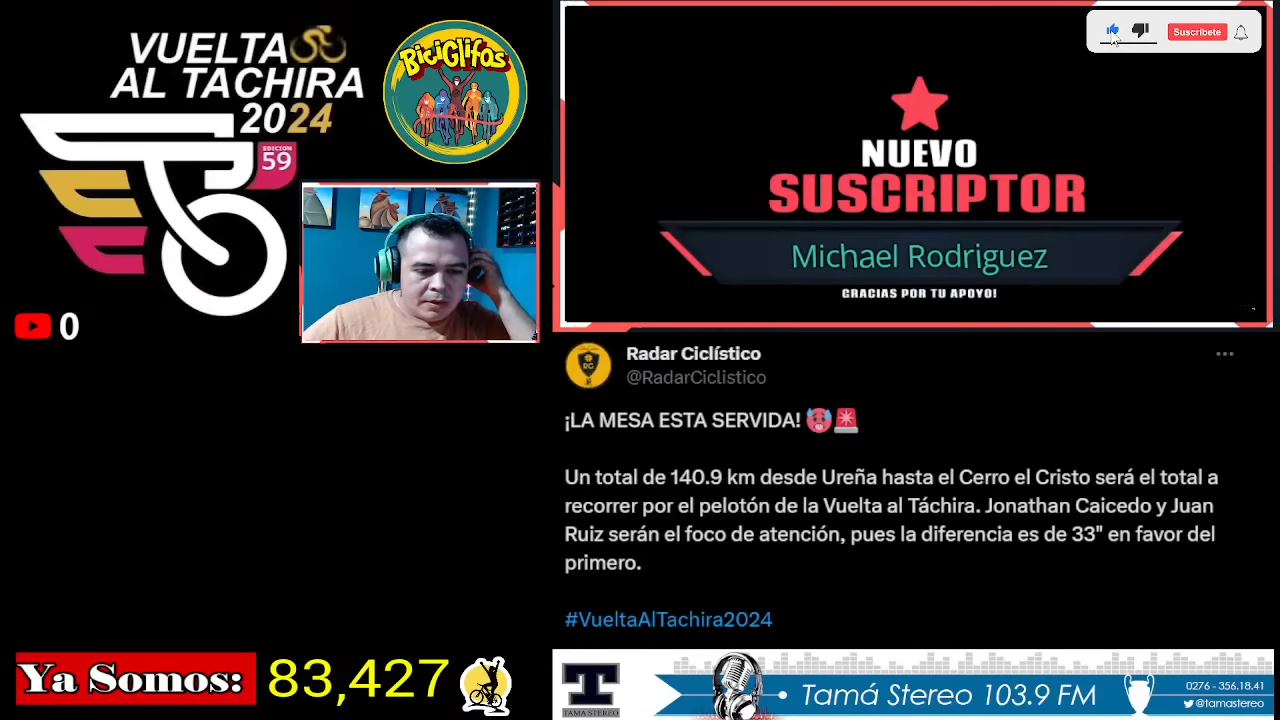 VUELTA
AL TACHIRA
2024
EDICION
59
BiciGlifos
0
Suscríbete
NUEVO
SUSCRIPTOR
Michael Rodriguez
GRACIAS POR TU APOYO!
Radar Ciclístico
@RadarCiclistico
¡LA MESA ESTA SERVIDA! 🥵🚨
Un total de 140.9 km desde Ureña hasta el Cerro el Cristo será el total a
recorrer por el pelotón de la Vuelta al Táchira. Jonathan Caicedo y Juan
Ruiz serán el foco de atención, pues la diferencia es de 33" en favor del
primero.
#VueltaAlTachira2024
Ya Somos: 83,427
T
TAMA STEREO
Tamá Stereo 103.9 FM
0276 - 356.18.41
@tamastereo